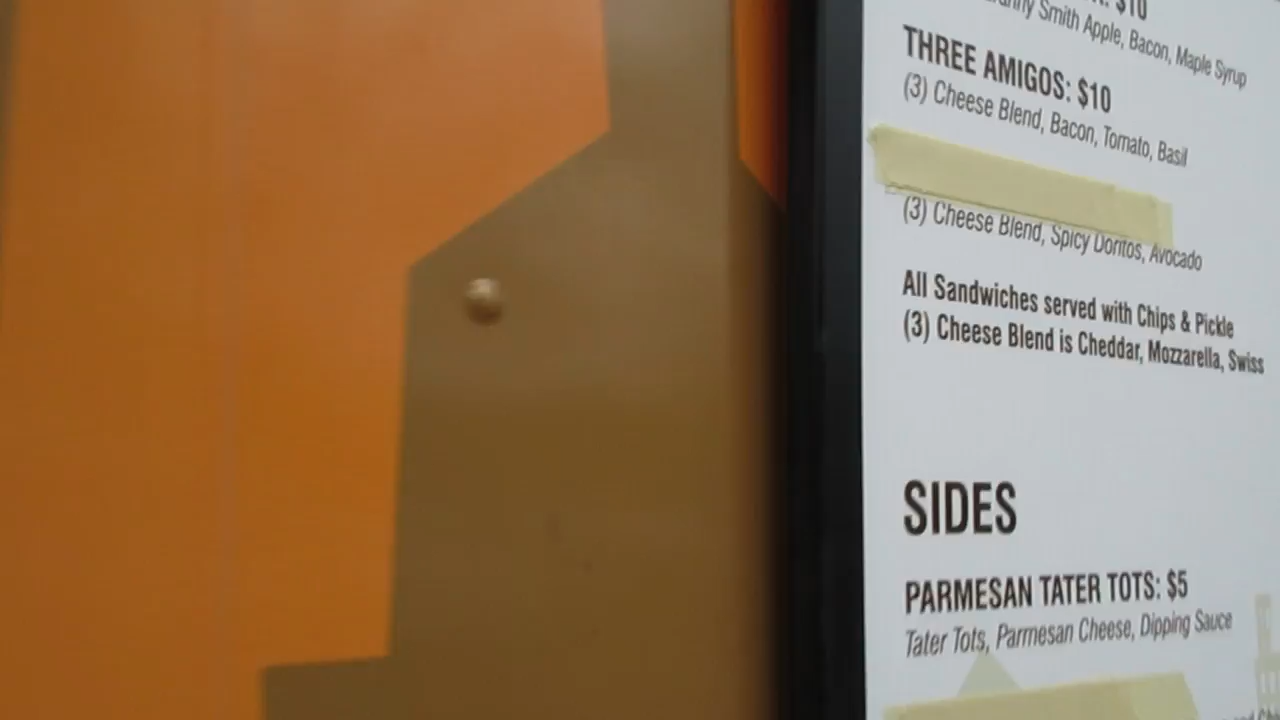 $10
Smith Apple, Bacon, Maple Syrup
THREE AMIGOS: $10
(3) Cheese Blend, Bacon, Tomato, Basil
(3) Cheese Blend, Spicy Doritos, Avocado
All Sandwiches served with Chips & Pickle
(3) Cheese Blend is Cheddar, Mozzarella, Swiss
SIDES
PARMESAN TATER TOTS: $5
Tater Tots, Parmesan Cheese, Dipping Sauce